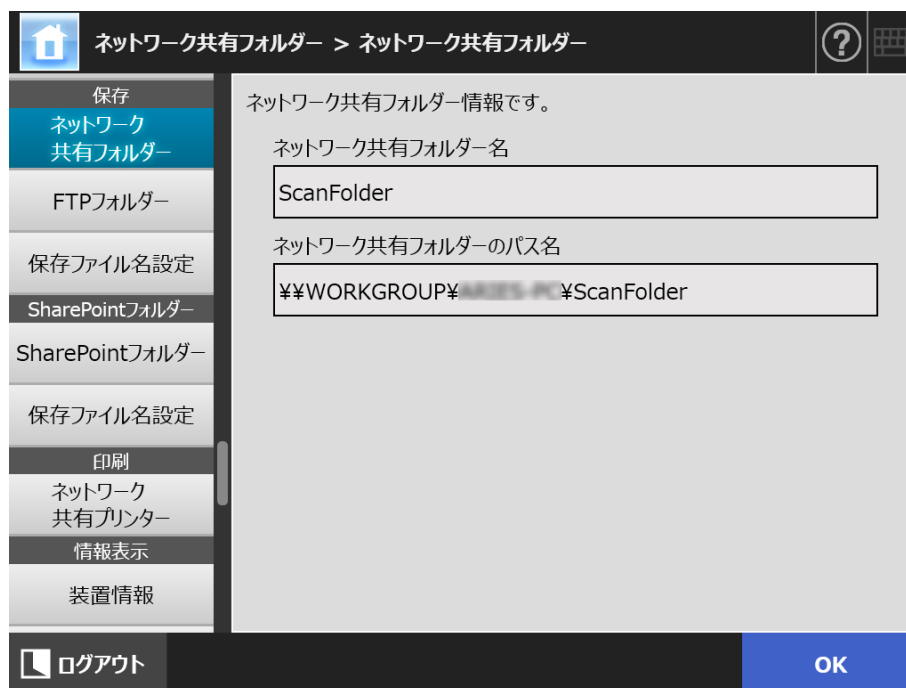 ネットワーク共有フォルダー > ネットワーク共有フォルダー
?
保存
ネットワーク
共有フォルダー
FTPフォルダー
保存ファイル名設定
SharePointフォルダー
SharePointフォルダー
保存ファイル名設定
印刷
ネットワーク
共有プリンター
情報表示
装置情報
ネットワーク共有フォルダー情報です。
ネットワーク共有フォルダー名
ScanFolder
ネットワーク共有フォルダーのパス名
¥¥WORKGROUP¥ ¥ScanFolder
ログアウト
OK